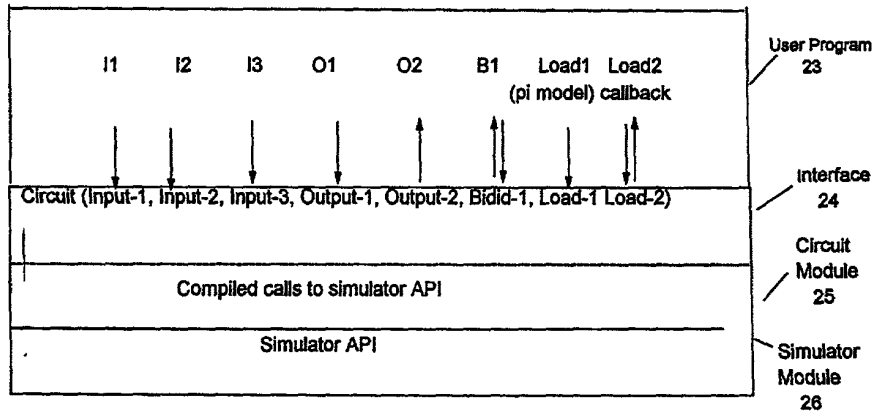 I1 I2 I3 O1 O2 B1 Load1 Load2
(pi model) callback
User Program
23
Circuit (Input-1, Input-2, Input-3, Output-1, Output-2, Bidid-1, Load-1 Load-2)
Interface
24
Compiled calls to simulator API
Circuit
Module
25
Simulator API
Simulator
Module
26